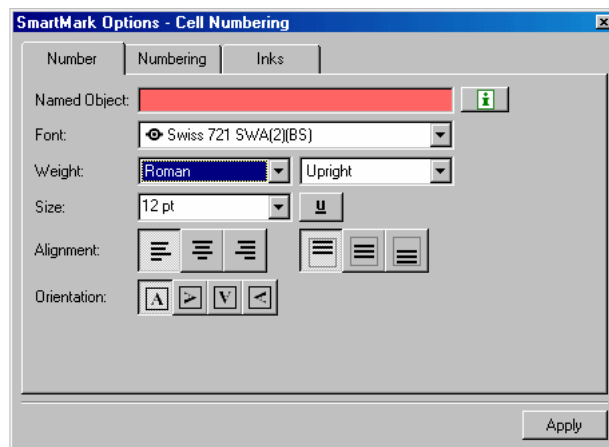 SmartMark Options - Cell Numbering
Number Numbering Inks
Named Object:
Font: Swiss 721 SWA(2)(BS)
Weight: Roman Upright
Size: 12 pt u
Alignment:
Orientation: A A A A
Apply